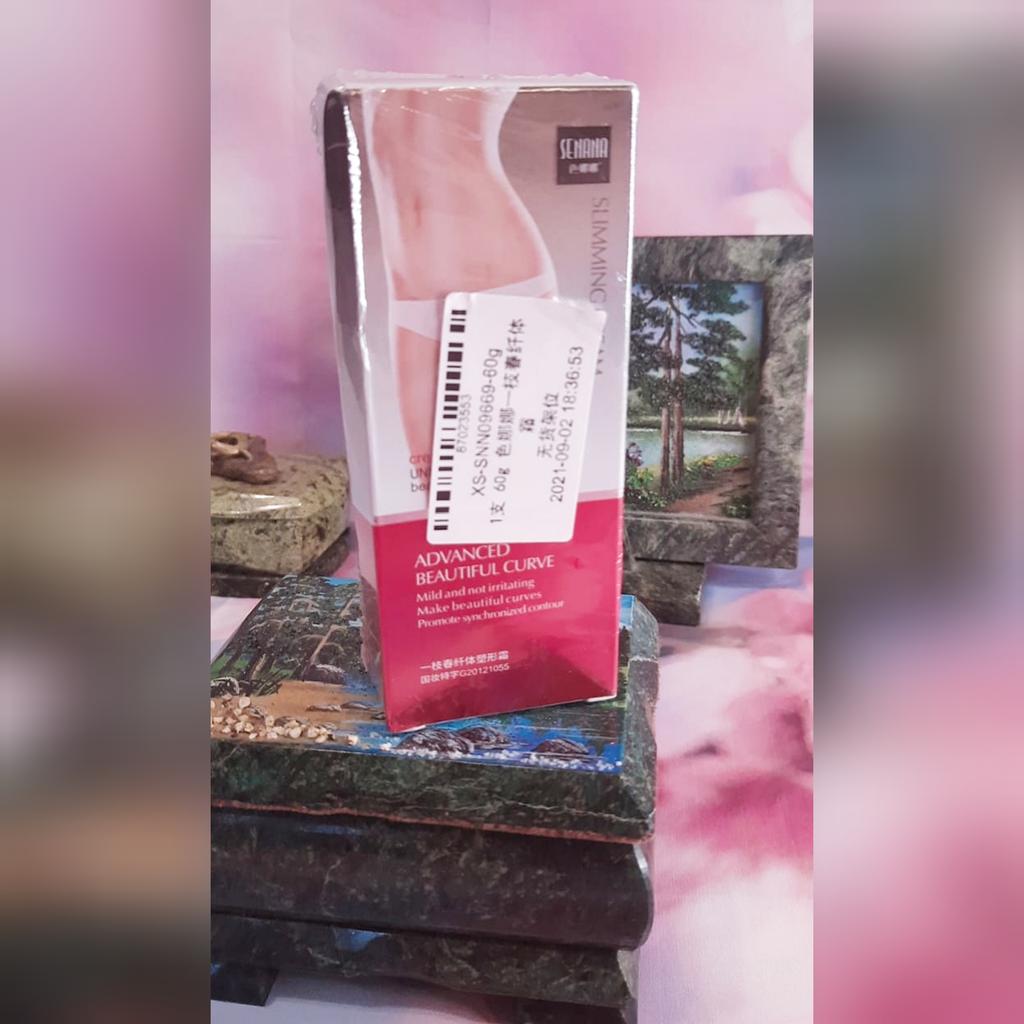 SENANA
色娜娜
SLIMMING
87023553
XS-SNN09669-60g
1支 60g 色娜娜一枝春纤体
霜
无货架位
2021-09-02 18:36:53
ADVANCED
BEAUTIFUL CURVE
Mild and not irritating
Make beautiful curves
Promote synchronized contour
一枝春纤体塑形霜
国妆特字G20121055